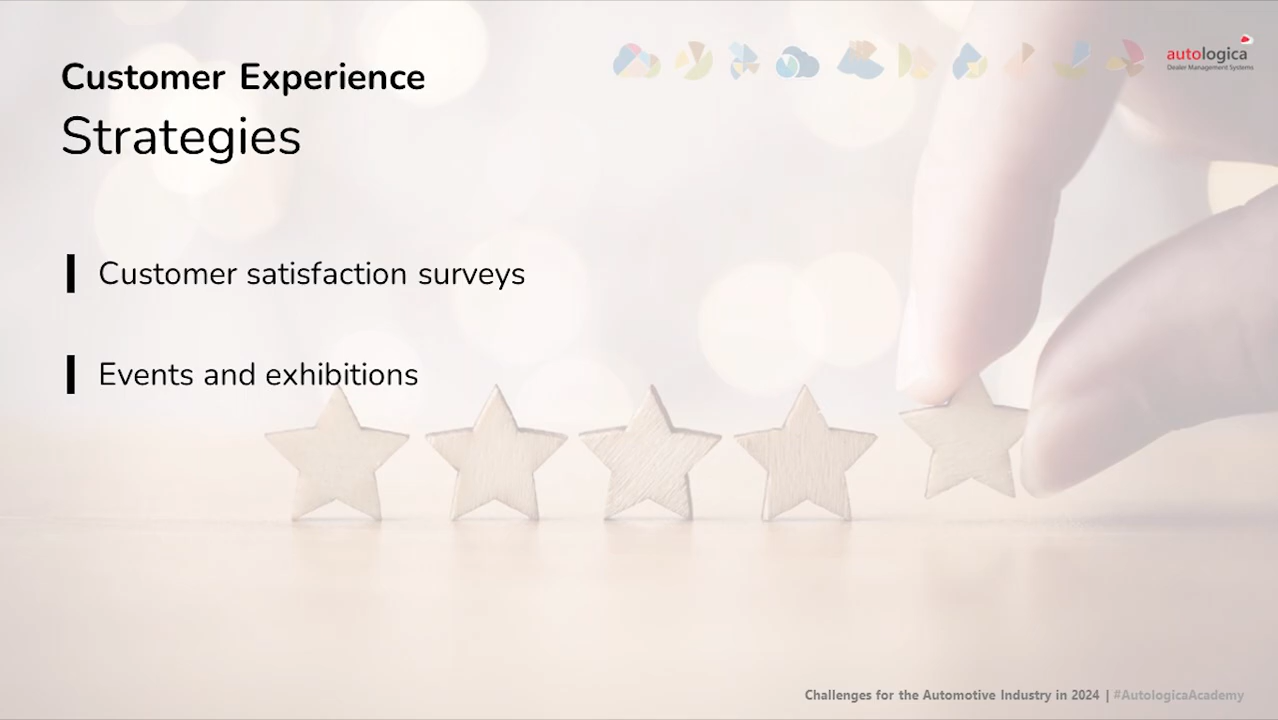 Customer Experience
Strategies
autologica
Dealer Management Systems
Customer satisfaction surveys
Events and exhibitions
Challenges for the Automotive Industry in 2024 | #AutologicaAcademy